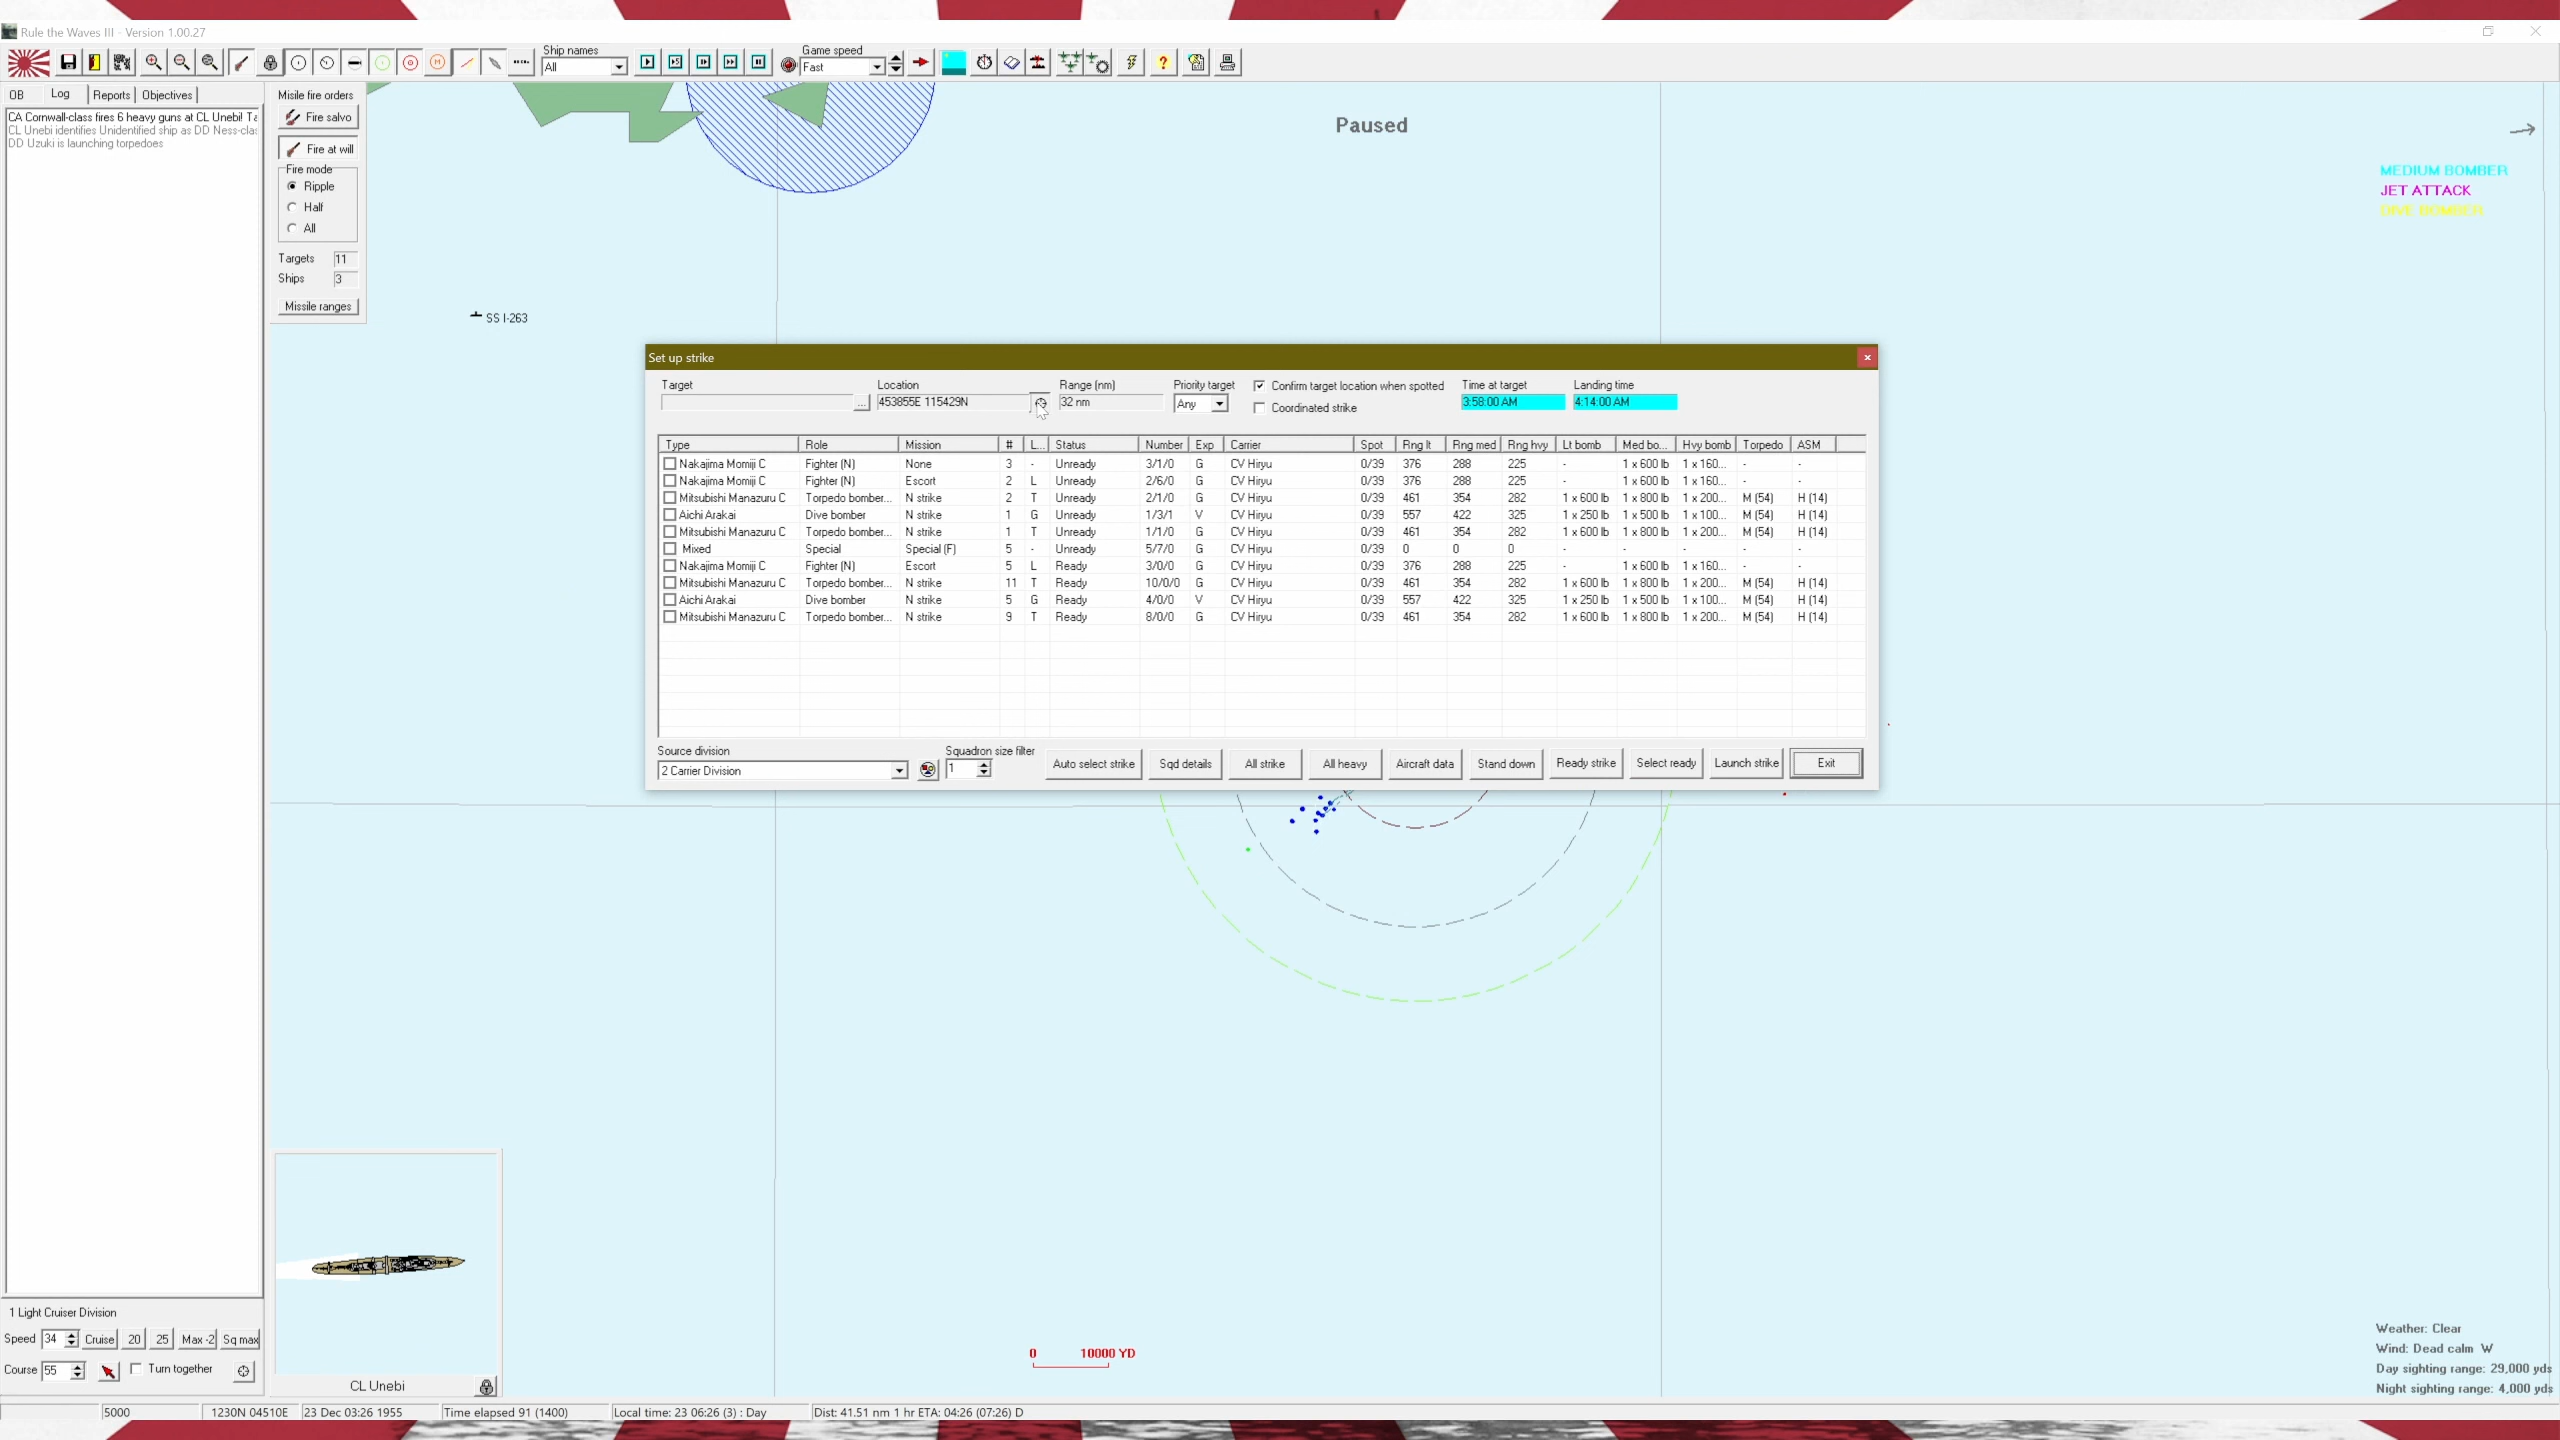 Rule the Waves III - Version 1.00.27
Ship names
All
Game speed
Fast
OB Log Reports Objectives
CA Cornwall-class fires 6 heavy guns at CL Unebi! Ta
CL Unebi identifies Unidentified ship as DD Ness-cla
DD Uzuki is launching torpedoes
Misile fire orders
Fire salvo
Fire at will
Fire mode
Ripple
Half
All
Targets 11
Ships 3
Missile ranges
SS I-263
Paused
MEDIUM BOMBER
JET ATTACK
DIVE BOMBER
Set up strike
Target Location Range (nm) Priority target Confirm target location when spotted Time at target Landing time
... 453855E 115429N 32 nm Any Coordinated strike 3:58:00 AM 4:14:00 AM
Type Role Mission # L... Status Number Exp Carrier Spot Rng lt Rng med Rng hvy Lt bomb Med bo... Hvy bomb Torpedo ASM
Nakajima Momiji C Fighter (N) None 3 - Unready 3/1/0 G CV Hiryu 0/39 376 288 225 - 1 x 600 lb 1 x 160... - -
Nakajima Momiji C Fighter (N) Escort 2 L Unready 2/6/0 G CV Hiryu 0/39 376 288 225 - 1 x 600 lb 1 x 160... - -
Mitsubishi Manazuru C Torpedo bomber... N strike 2 T Unready 2/1/0 G CV Hiryu 0/39 461 354 282 1 x 600 lb 1 x 800 lb 1 x 200... M (54) H (14)
Aichi Arakai Dive bomber N strike 1 G Unready 1/3/1 V CV Hiryu 0/39 557 422 325 1 x 250 lb 1 x 500 lb 1 x 100... M (54) H (14)
Mitsubishi Manazuru C Torpedo bomber... N strike 1 T Unready 1/1/0 G CV Hiryu 0/39 461 354 282 1 x 600 lb 1 x 800 lb 1 x 200... M (54) H (14)
Mixed Special Special (F) 5 - Unready 5/7/0 G CV Hiryu 0/39 0 0 0 - - - - -
Nakajima Momiji C Fighter (N) Escort 5 L Ready 3/0/0 G CV Hiryu 0/39 376 288 225 - 1 x 600 lb 1 x 160... - -
Mitsubishi Manazuru C Torpedo bomber... N strike 11 T Ready 10/0/0 G CV Hiryu 0/39 461 354 282 1 x 600 lb 1 x 800 lb 1 x 200... M (54) H (14)
Aichi Arakai Dive bomber N strike 5 G Ready 4/0/0 V CV Hiryu 0/39 557 422 325 1 x 250 lb 1 x 500 lb 1 x 100... M (54) H (14)
Mitsubishi Manazuru C Torpedo bomber... N strike 9 T Ready 8/0/0 G CV Hiryu 0/39 461 354 282 1 x 600 lb 1 x 800 lb 1 x 200... M (54) H (14)
Source division Squadron size filter
2 Carrier Division 1 Auto select strike Sqd details All strike All heavy Aircraft data Stand down Ready strike Select ready Launch strike Exit
0 10000 YD
Weather: Clear
Wind: Dead calm W
Day sighting range: 29,000 yds
Night sighting range: 4,000 yds
1 Light Cruiser Division
Speed 34 Cruise 20 25 Max -2 Sq max
Course 55 Turn together
CL Unebi
5000 1230N 04510E 23 Dec 03:26 1955 Time elapsed 91 (1400) Local time: 23 06:26 (3) : Day Dist: 41.51 nm 1 hr ETA: 04:26 (07:26) D